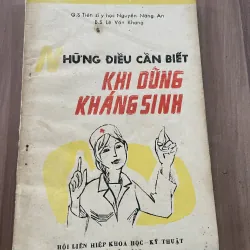 G.S Tiến sĩ y học Nguyễn Năng An
B.S. Lê Văn Khang
NHỮNG ĐIỀU CẦN BIẾT
KHI DÙNG
KHÁNG SINH
HỘI LIÊN HIỆP KHOA HỌC - KỸ THUẬT